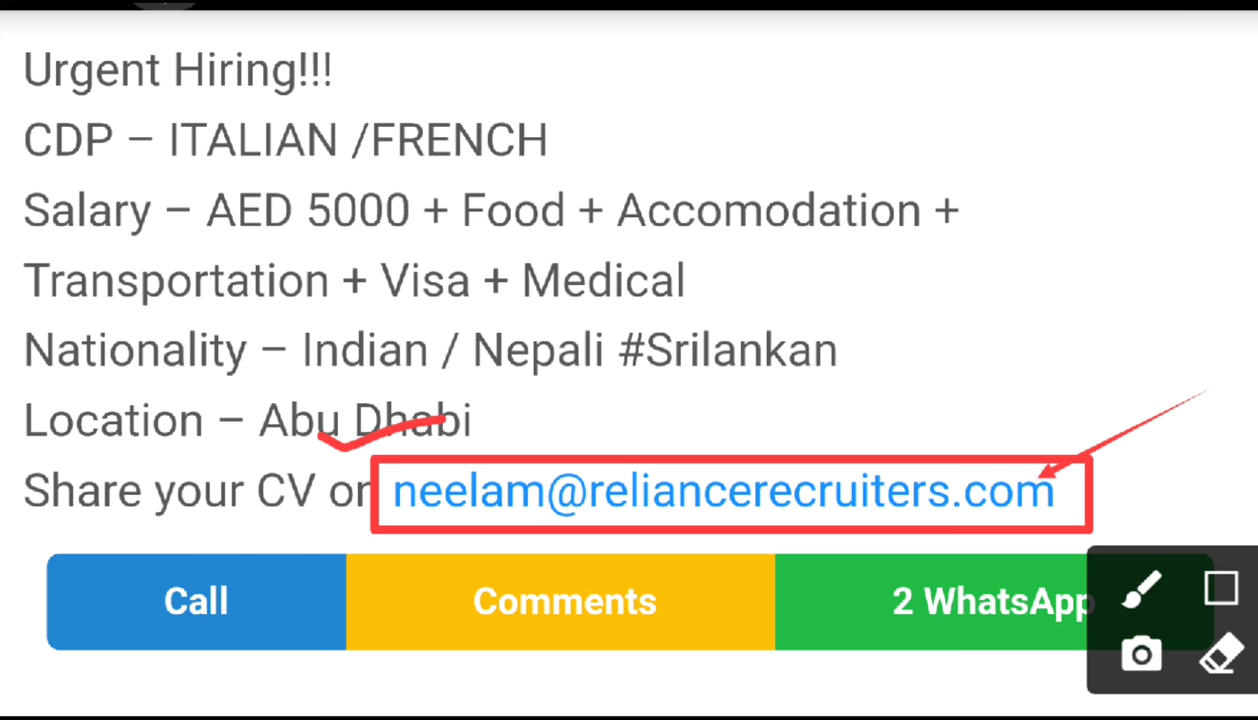 Urgent Hiring!!!
CDP – ITALIAN /FRENCH
Salary – AED 5000 + Food + Accomodation +
Transportation + Visa + Medical
Nationality – Indian / Nepali #Srilankan
Location – Abu Dhabi
Share your CV on neelam@reliancerecruiters.com
Call Comments 2 WhatsApp